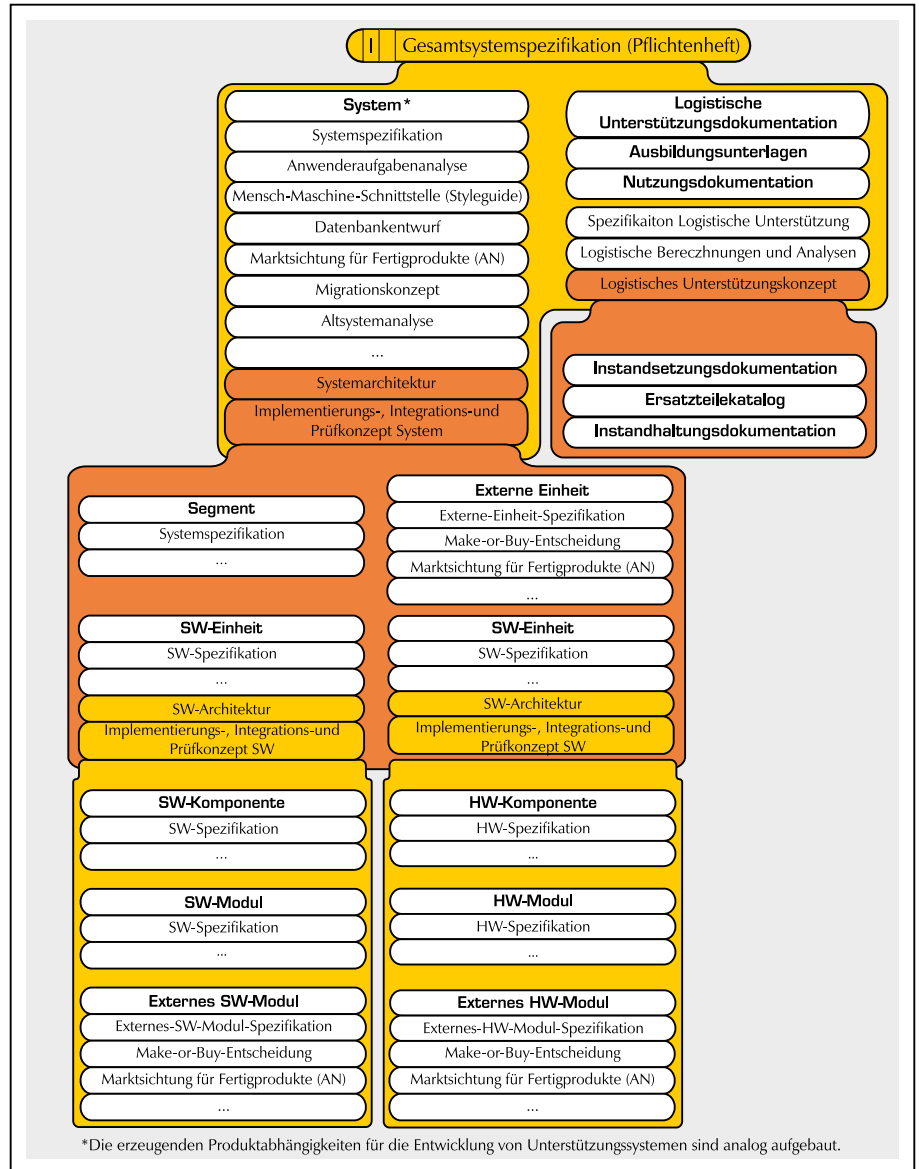 I Gesamtsystemspezifikation (Pflichtenheft)
System*
Systemspezifikation
Anwenderaufgabenanalyse
Mensch-Maschine-Schnittstelle (Styleguide)
Datenbankentwurf
Marktsichtung für Fertigprodukte (AN)
Migrationskonzept
Altsystemanalyse
...
Systemarchitektur
Implementierungs-, Integrations-und
Prüfkonzept System
Logistische
Unterstützungsdokumentation
Ausbildungsunterlagen
Nutzungsdokumentation
Spezifikaiton Logistische Unterstützung
Logistische Bereczhnungen und Analysen
Logistisches Unterstützungskonzept
Instandsetzungsdokumentation
Ersatzteilekatalog
Instandhaltungsdokumentation
Segment
Systemspezifikation
...
Externe Einheit
Externe-Einheit-Spezifikation
Make-or-Buy-Entscheidung
Marktsichtung für Fertigprodukte (AN)
...
SW-Einheit
SW-Spezifikation
...
SW-Architektur
Implementierungs-, Integrations-und
Prüfkonzept SW
SW-Einheit
SW-Spezifikation
...
SW-Architektur
Implementierungs-, Integrations-und
Prüfkonzept SW
SW-Komponente
SW-Spezifikation
...
SW-Modul
SW-Spezifikation
...
Externes SW-Modul
Externes-SW-Modul-Spezifikation
Make-or-Buy-Entscheidung
Marktsichtung für Fertigprodukte (AN)
...
HW-Komponente
HW-Spezifikation
...
HW-Modul
HW-Spezifikation
...
Externes HW-Modul
Externes-HW-Modul-Spezifikation
Make-or-Buy-Entscheidung
Marktsichtung für Fertigprodukte (AN)
...
*Die erzeugenden Produktabhängigkeiten für die Entwicklung von Unterstützungssystemen sind analog aufgebaut.